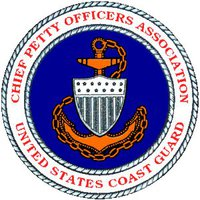 CHIEF PETTY OFFICERS ASSOCIATION
UNITED STATES COAST GUARD